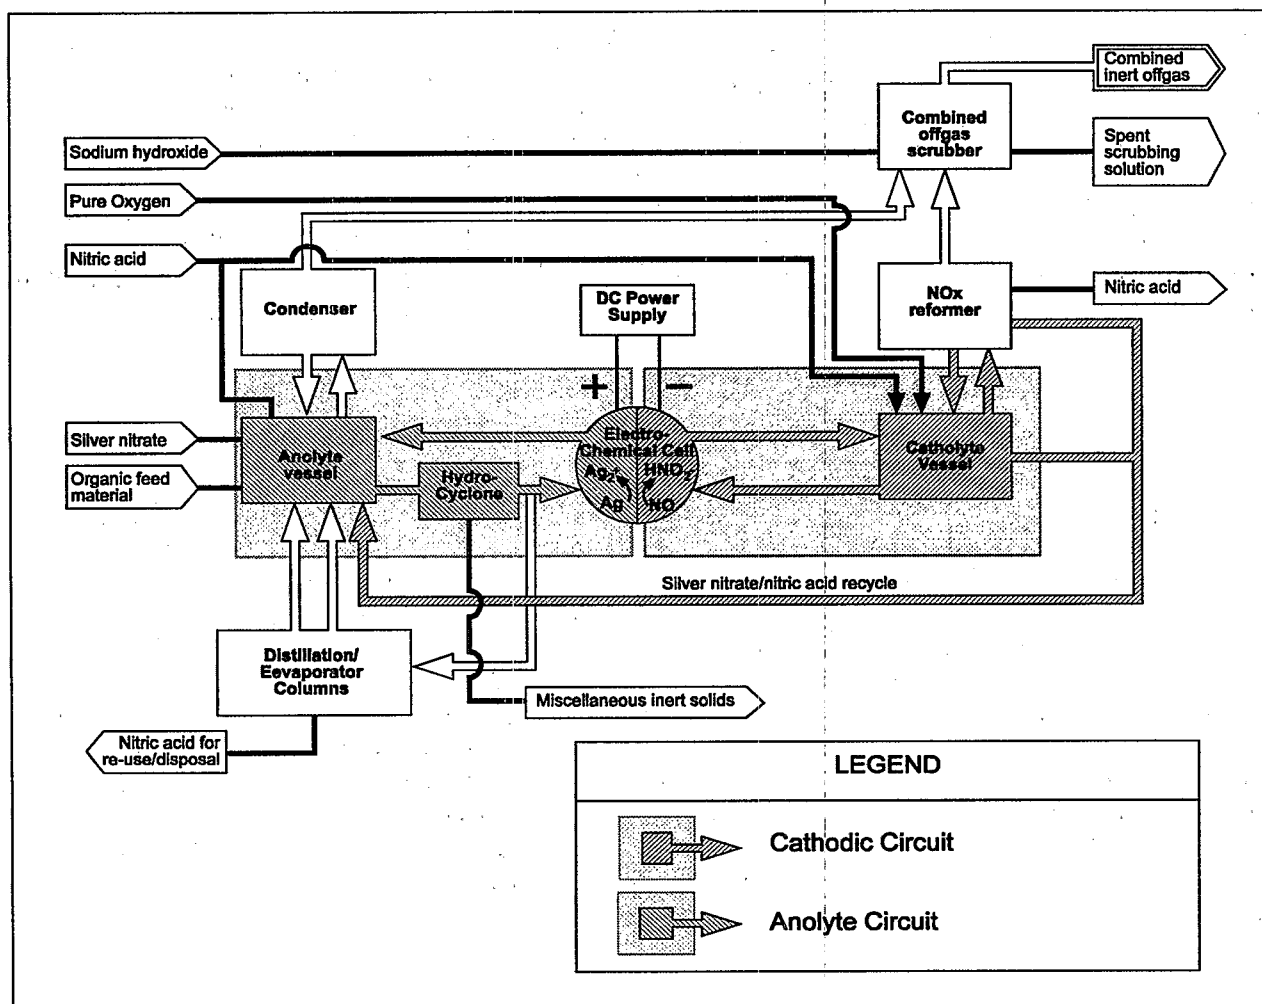 Combined
inert offgas
Combined
offgas
scrubber
Sodium hydroxide
Spent
scrubbing
solution
Pure Oxygen
Nitric acid
Condenser
DC Power
Supply
NOx
reformer
Nitric acid
+
−
Silver nitrate
Anolyte
vessel
Organic feed
material
Hydro-
Cyclone
Electro-
Chemical Cell
Ag
HNO
Ag
NO
Catholyte
Vessel
Silver nitrate/nitric acid recycle
Distillation/
Eevaporator
Columns
Miscellaneous inert solids
Nitric acid for
re-use/disposal
LEGEND
Cathodic Circuit
Anolyte Circuit